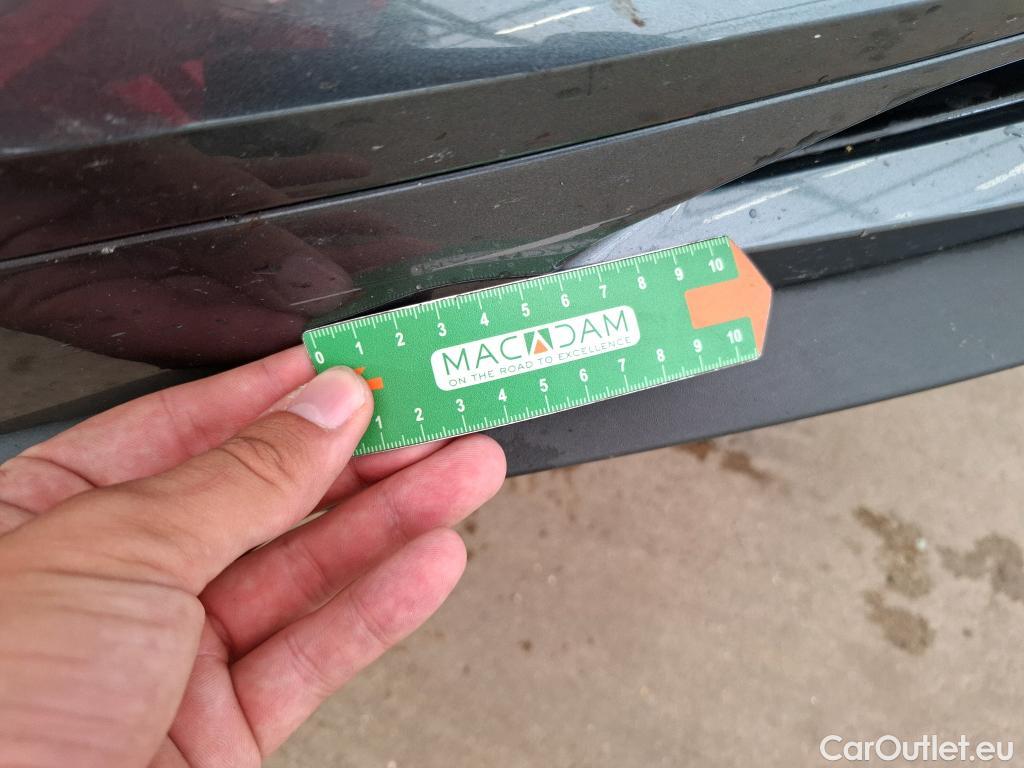 0 1 2 3 4 5 6 7 8 9 10
MACADAM
ON THE ROAD TO EXCELLENCE
1 2 3 4 5 6 7 8 9 10
CarOutlet.eu